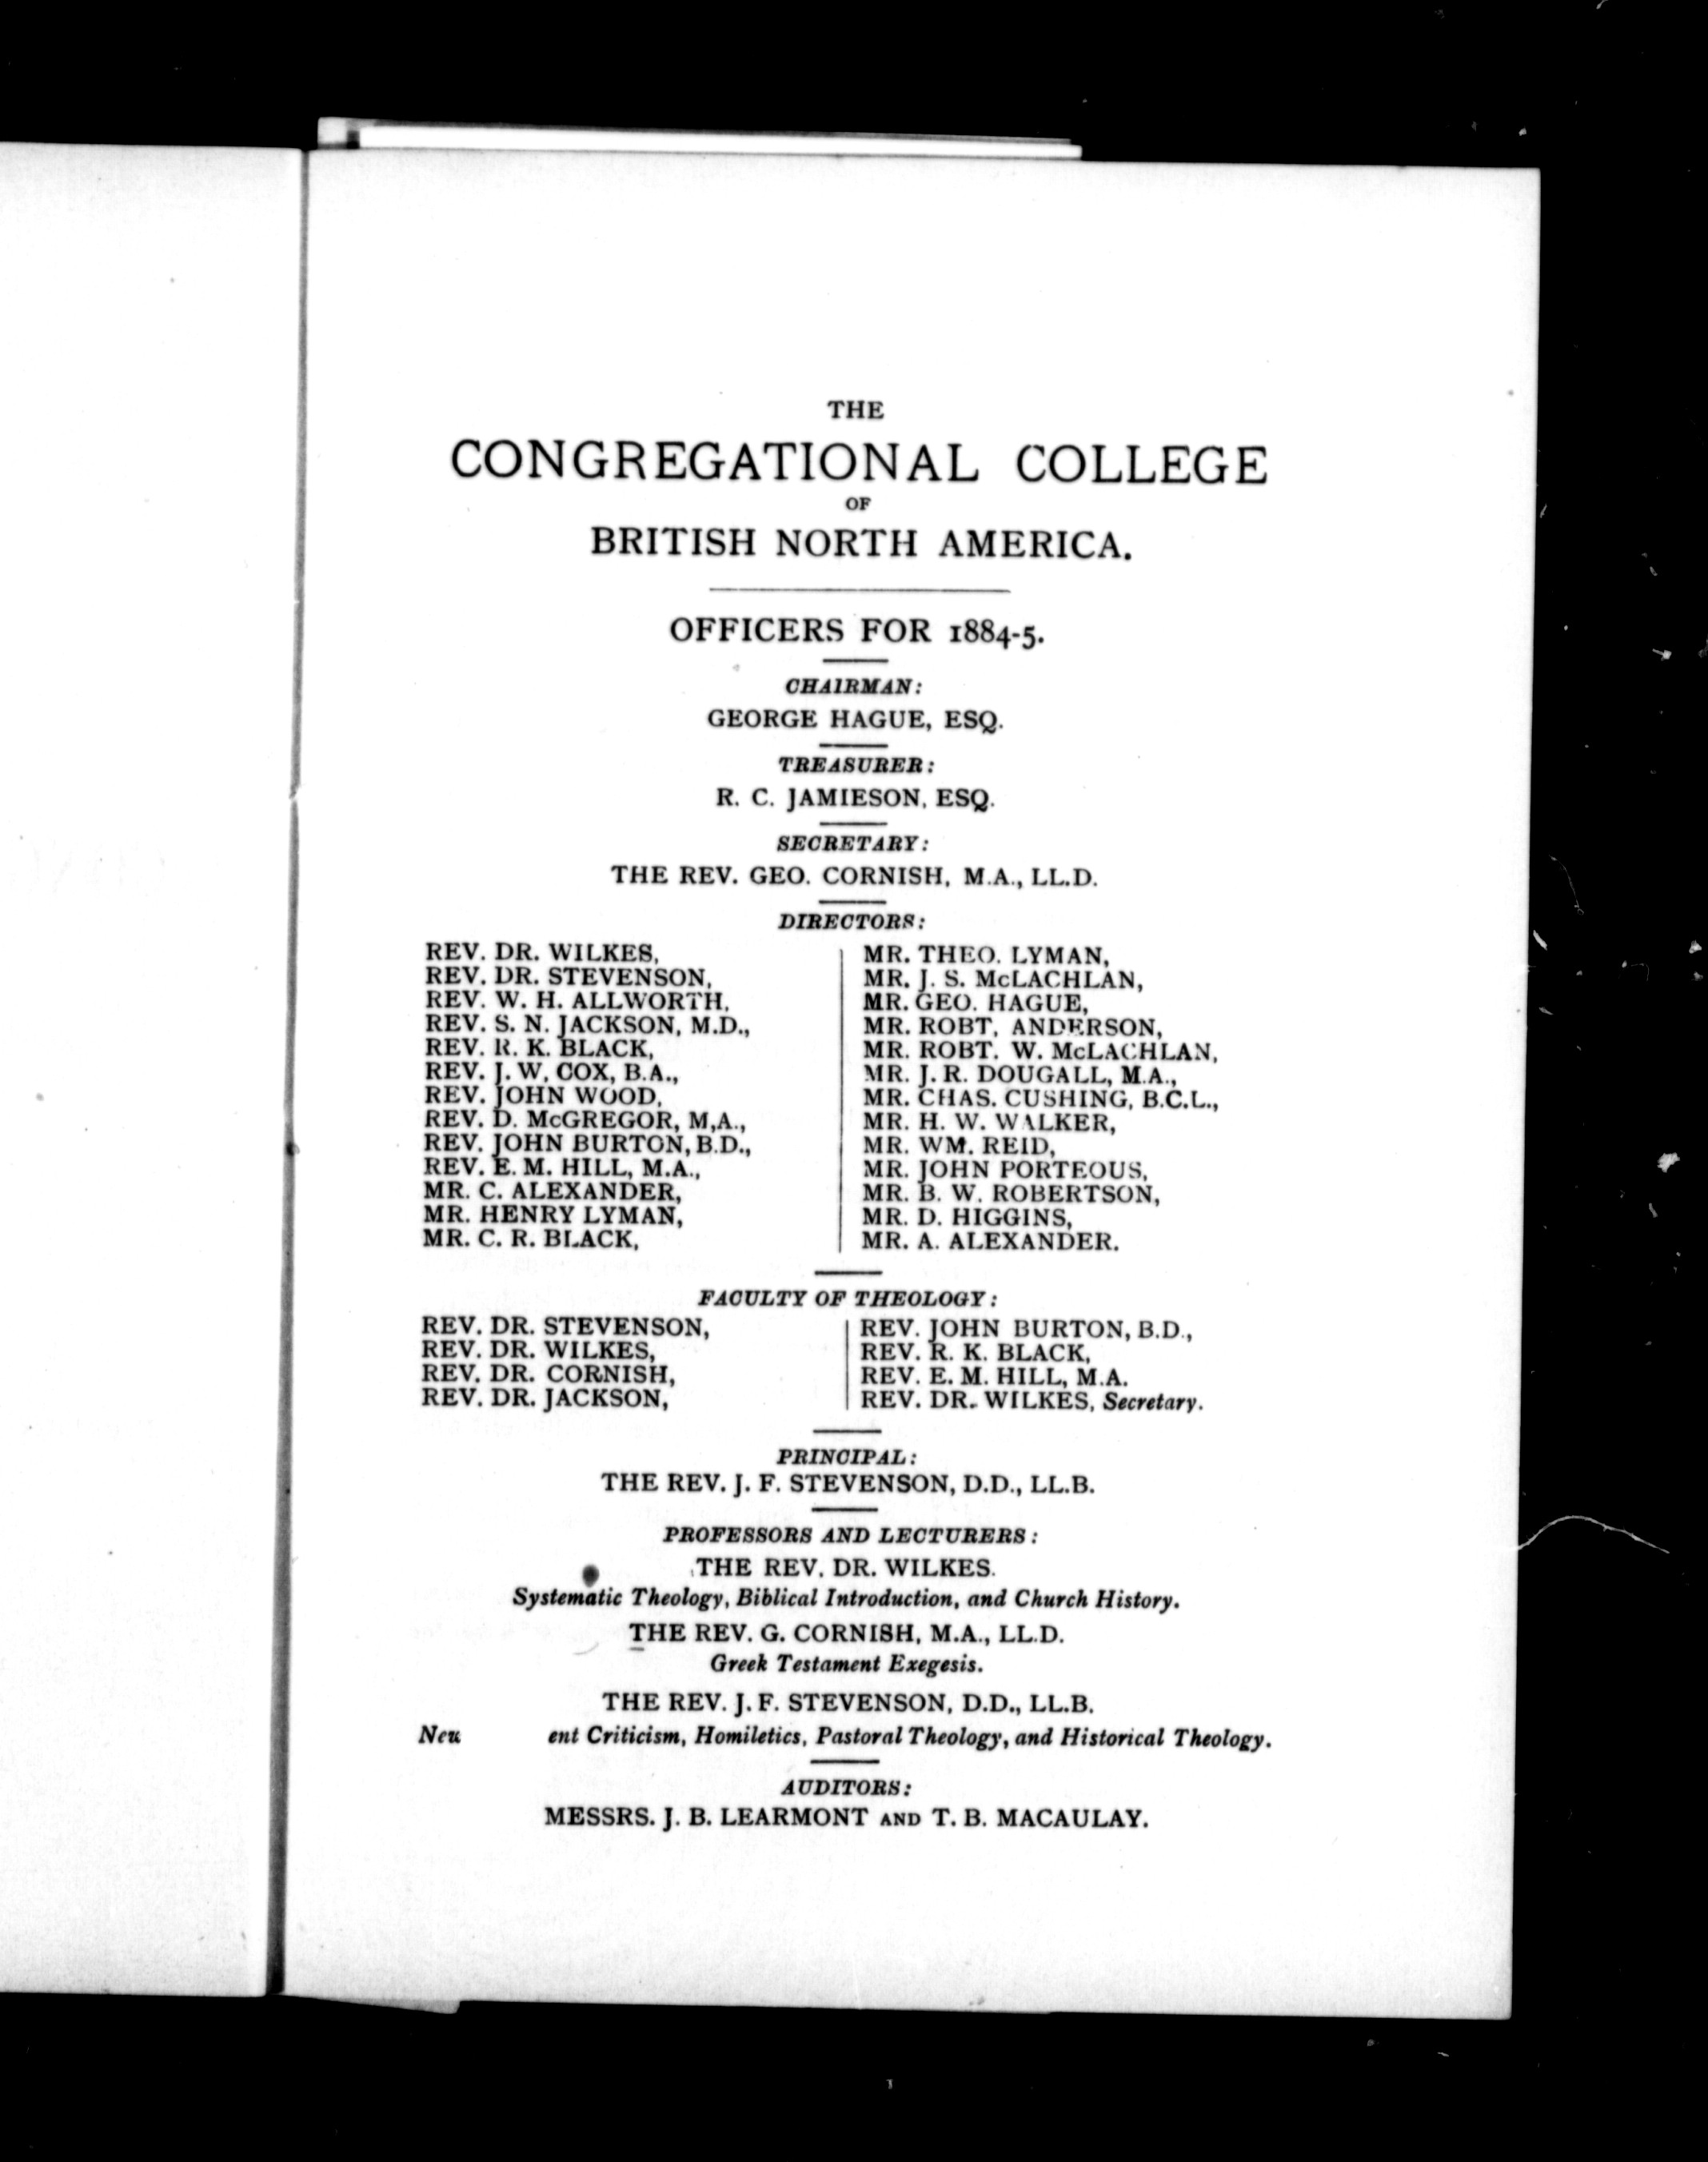 THE
CONGREGATIONAL COLLEGE
OF
BRITISH NORTH AMERICA.
OFFICERS FOR 1884-5.
CHAIRMAN:
GEORGE HAGUE, ESQ.
TREASURER:
R. C. JAMIESON, ESQ.
SECRETARY:
THE REV. GEO. CORNISH, M.A., LL.D.
DIRECTORS:
REV. DR. WILKES,
REV. DR. STEVENSON,
REV. W. H. ALLWORTH,
REV. S. N. JACKSON, M.D.,
REV. R. K. BLACK,
REV. J. W. COX, B.A.,
REV. JOHN WOOD,
REV. D. McGREGOR, M,A.,
REV. JOHN BURTON, B.D.,
REV. E. M. HILL, M.A.,
MR. C. ALEXANDER,
MR. HENRY LYMAN,
MR. C. R. BLACK,
MR. THEO. LYMAN,
MR. J. S. McLACHLAN,
MR. GEO. HAGUE,
MR. ROBT. ANDERSON,
MR. ROBT. W. McLACHLAN,
MR. J. R. DOUGALL, M.A.,
MR. CHAS. CUSHING, B.C.L.,
MR. H. W. WALKER,
MR. WM. REID,
MR. JOHN PORTEOUS,
MR. B. W. ROBERTSON,
MR. D. HIGGINS,
MR. A. ALEXANDER.
FACULTY OF THEOLOGY:
REV. DR. STEVENSON,
REV. DR. WILKES,
REV. DR. CORNISH,
REV. DR. JACKSON,
REV. JOHN BURTON, B.D.,
REV. R. K. BLACK,
REV. E. M. HILL, M.A.
REV. DR. WILKES, Secretary.
PRINCIPAL:
THE REV. J. F. STEVENSON, D.D., LL.B.
PROFESSORS AND LECTURERS:
THE REV. DR. WILKES.
Systematic Theology, Biblical Introduction, and Church History.
THE REV. G. CORNISH, M.A., LL.D.
Greek Testament Exegesis.
THE REV. J. F. STEVENSON, D.D., LL.B.
ent Criticism, Homiletics, Pastoral Theology, and Historical Theology.
AUDITORS:
MESSRS. J. B. LEARMONT AND T. B. MACAULAY.